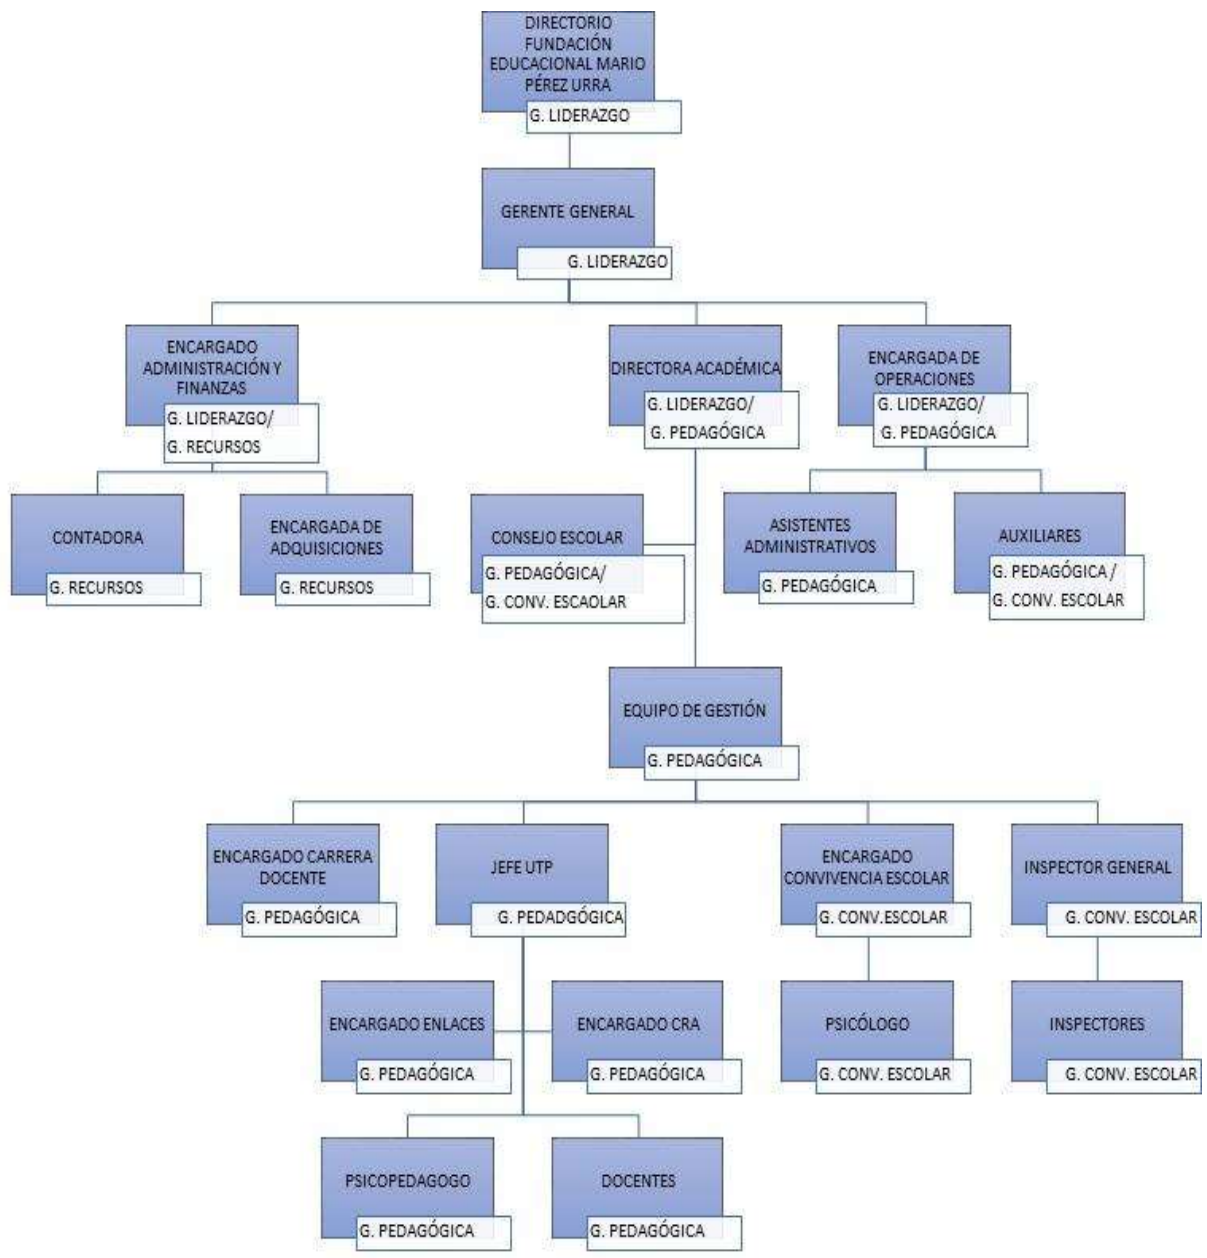 DIRECTORIO
FUNDACIÓN
EDUCACIONAL MARIO
PÉREZ URRA
G. LIDERAZGO
GERENTE GENERAL
G. LIDERAZGO
ENCARGADO
ADMINISTRACIÓN Y
FINANZAS
G. LIDERAZGO/
G. RECURSOS
DIRECTORA ACADÉMICA
G. LIDERAZGO/
G. PEDAGÓGICA
ENCARGADA DE
OPERACIONES
G. LIDERAZGO/
G. PEDAGÓGICA
CONTADORA
G. RECURSOS
ENCARGADA DE
ADQUISICIONES
G. RECURSOS
CONSEJO ESCOLAR
G. PEDAGÓGICA/
G. CONV. ESCAOLAR
ASISTENTES
ADMINISTRATIVOS
G. PEDAGÓGICA
AUXILIARES
G. PEDAGÓGICA /
G. CONV. ESCOLAR
EQUIPO DE GESTIÓN
G. PEDAGÓGICA
ENCARGADO CARRERA
DOCENTE
G. PEDAGÓGICA
JEFE UTP
G. PEDADGÓGICA
ENCARGADO
CONVIVENCIA ESCOLAR
G. CONV.ESCOLAR
INSPECTOR GENERAL
G. CONV. ESCOLAR
ENCARGADO ENLACES
G. PEDAGÓGICA
ENCARGADO CRA
G. PEDAGÓGICA
PSICÓLOGO
G. CONV. ESCOLAR
INSPECTORES
G. CONV. ESCOLAR
PSICOPEDAGOGO
G. PEDAGÓGICA
DOCENTES
G. PEDAGÓGICA